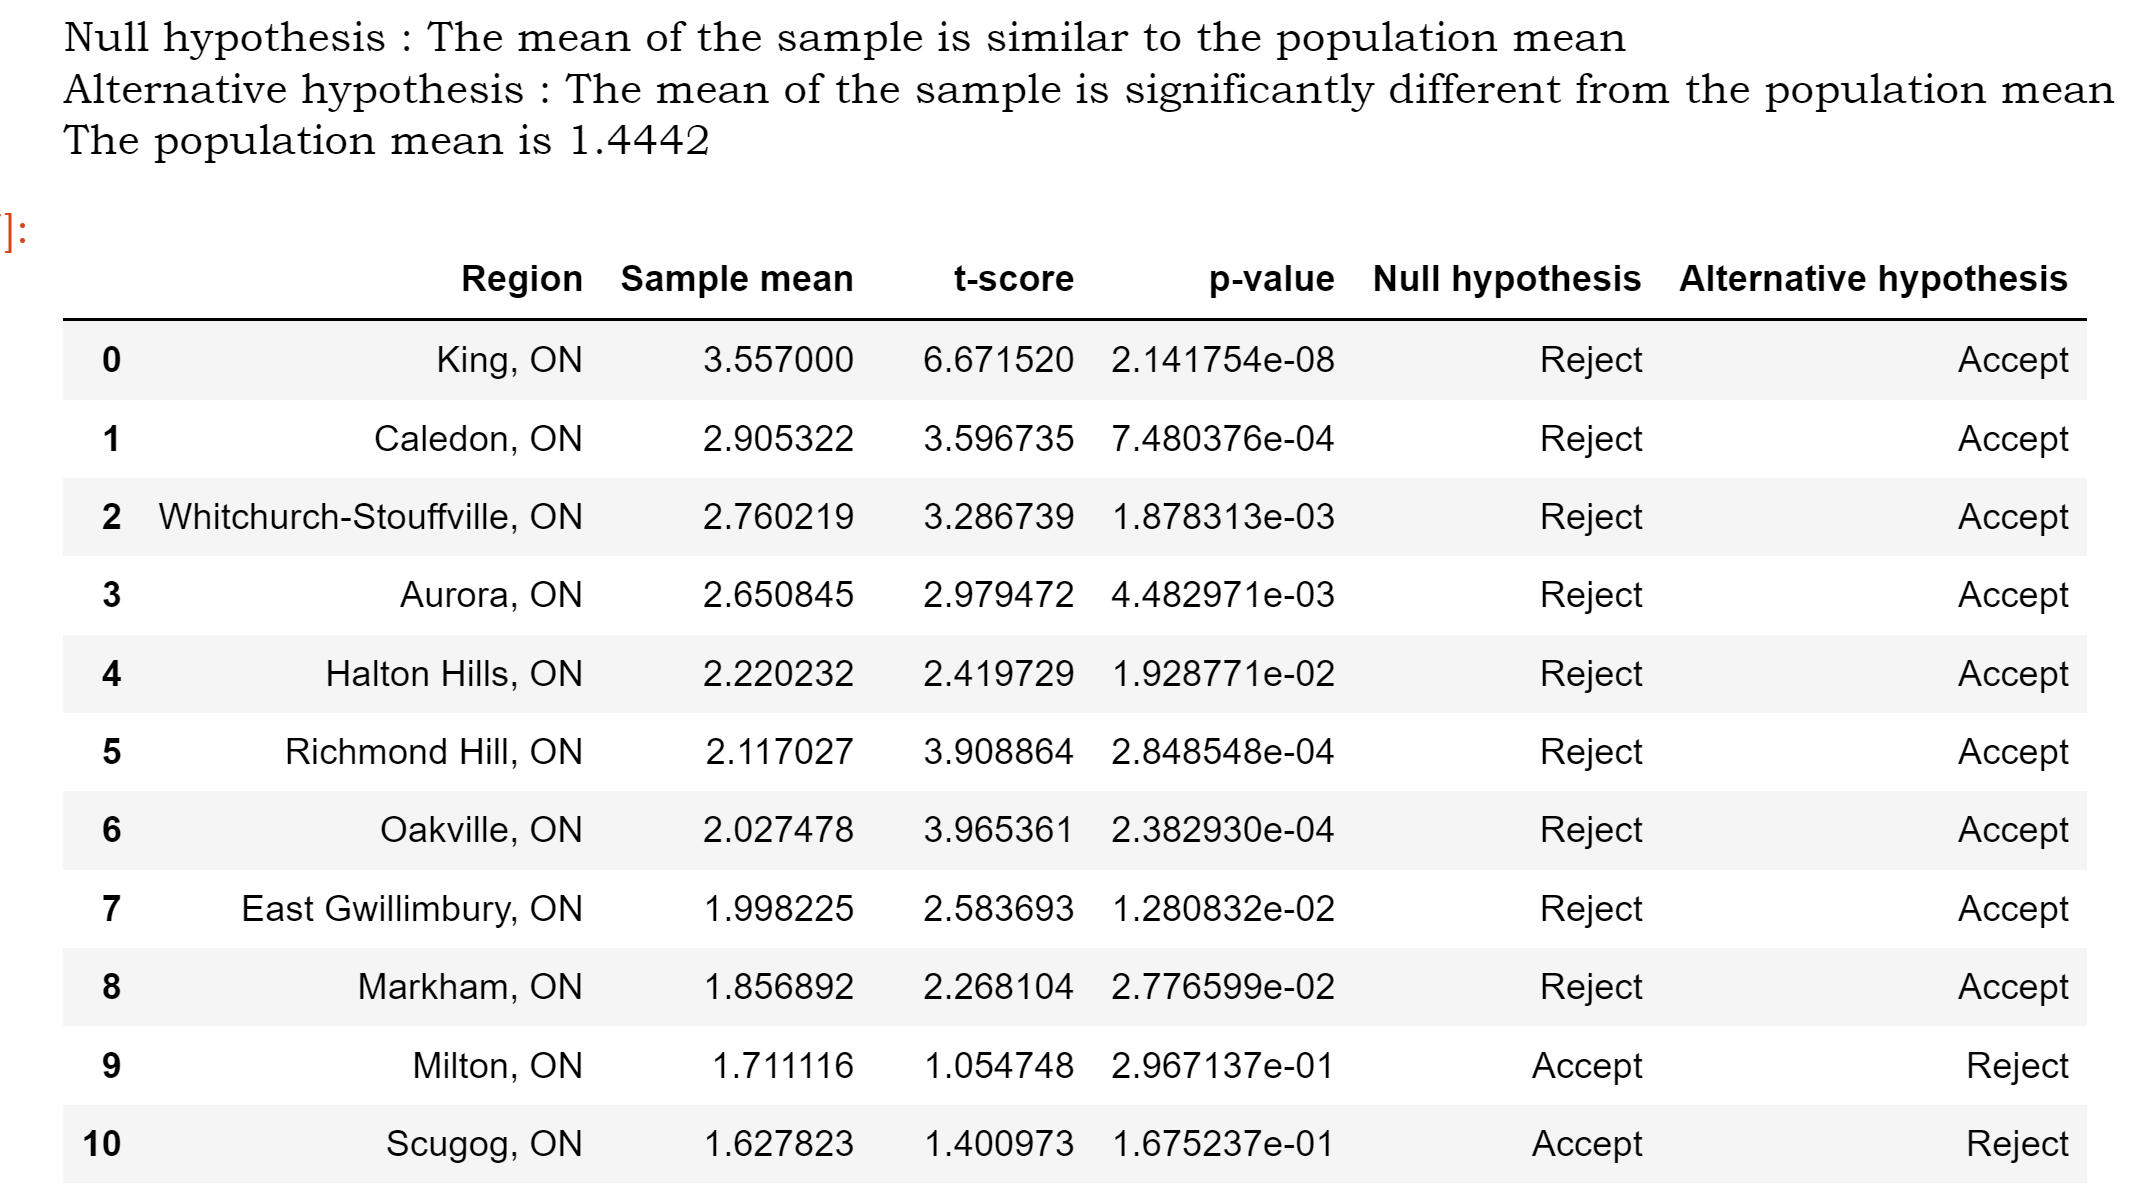 Null hypothesis : The mean of the sample is similar to the population mean
Alternative hypothesis : The mean of the sample is significantly different from the population mean
The population mean is 1.4442
]:
Region Sample mean t-score p-value Null hypothesis Alternative hypothesis
0 King, ON 3.557000 6.671520 2.141754e-08 Reject Accept
1 Caledon, ON 2.905322 3.596735 7.480376e-04 Reject Accept
2 Whitchurch-Stouffville, ON 2.760219 3.286739 1.878313e-03 Reject Accept
3 Aurora, ON 2.650845 2.979472 4.482971e-03 Reject Accept
4 Halton Hills, ON 2.220232 2.419729 1.928771e-02 Reject Accept
5 Richmond Hill, ON 2.117027 3.908864 2.848548e-04 Reject Accept
6 Oakville, ON 2.027478 3.965361 2.382930e-04 Reject Accept
7 East Gwillimbury, ON 1.998225 2.583693 1.280832e-02 Reject Accept
8 Markham, ON 1.856892 2.268104 2.776599e-02 Reject Accept
9 Milton, ON 1.711116 1.054748 2.967137e-01 Accept Reject
10 Scugog, ON 1.627823 1.400973 1.675237e-01 Accept Reject